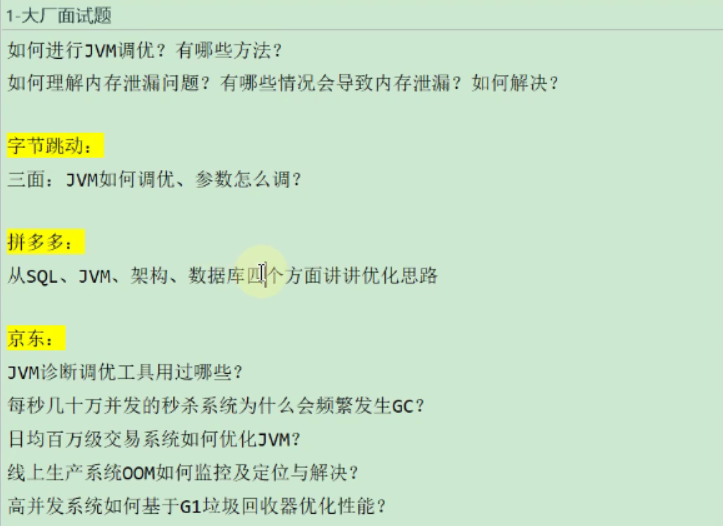 1-大厂面试题
如何进行JVM调优？有哪些方法？
如何理解内存泄漏问题？有哪些情况会导致内存泄漏？如何解决？
字节跳动：
三面：JVM如何调优、参数怎么调？
拼多多：
从SQL、JVM、架构、数据库四个方面讲讲优化思路
京东：
JVM诊断调优工具用过哪些？
每秒几十万并发的秒杀系统为什么会频繁发生GC？
日均百万级交易系统如何优化JVM？
线上生产系统OOM如何监控及定位与解决？
高并发系统如何基于G1垃圾回收器优化性能？